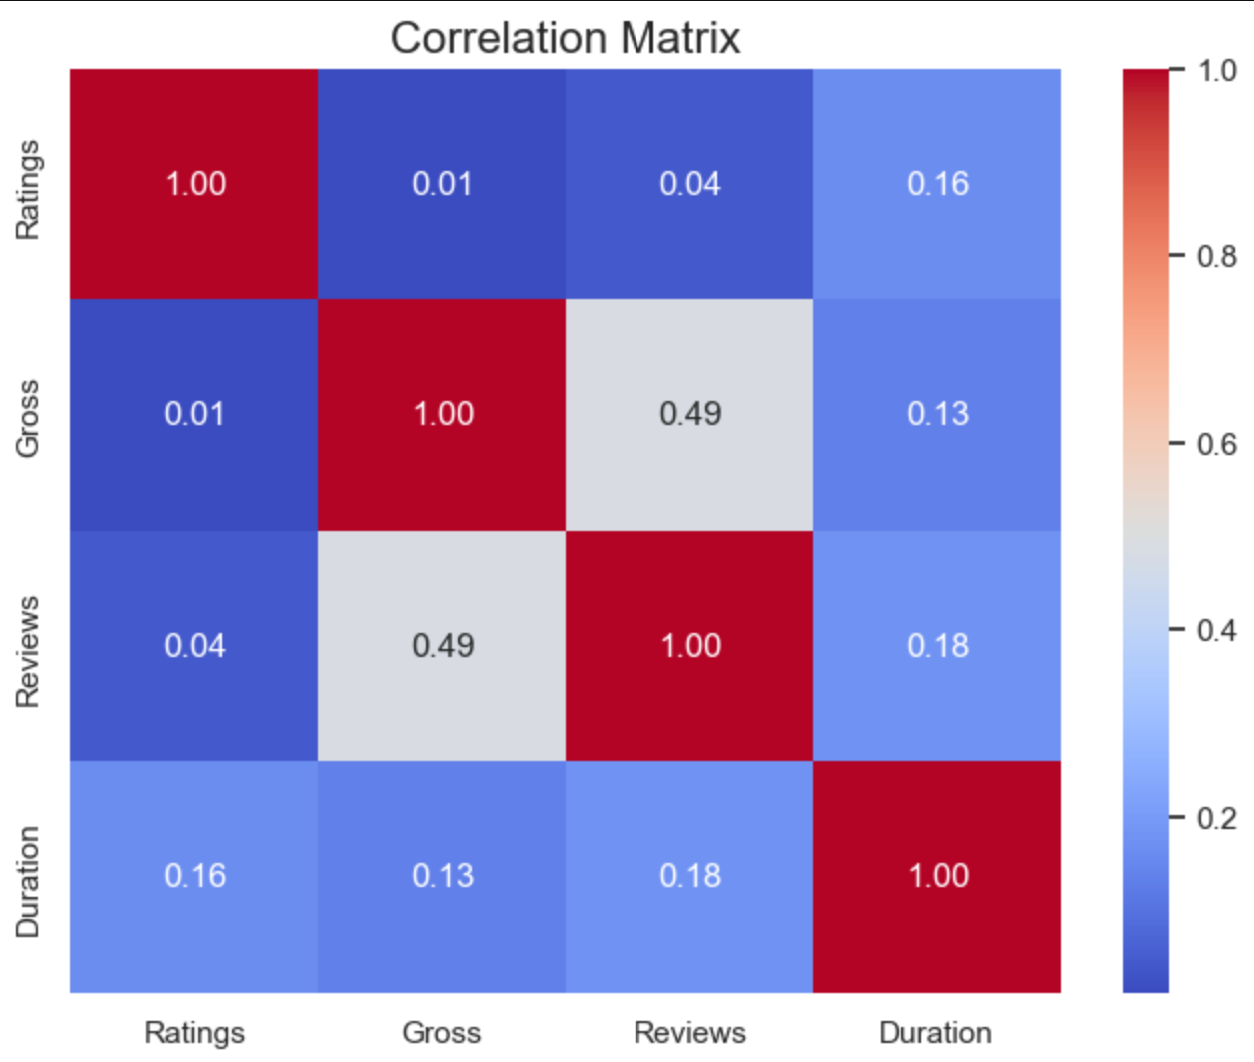 Correlation Matrix
Ratings
1.00 0.01 0.04 0.16
Gross
0.01 1.00 0.49 0.13
Reviews
0.04 0.49 1.00 0.18
Duration
0.16 0.13 0.18 1.00
Ratings Gross Reviews Duration
1.0
0.8
0.6
0.4
0.2